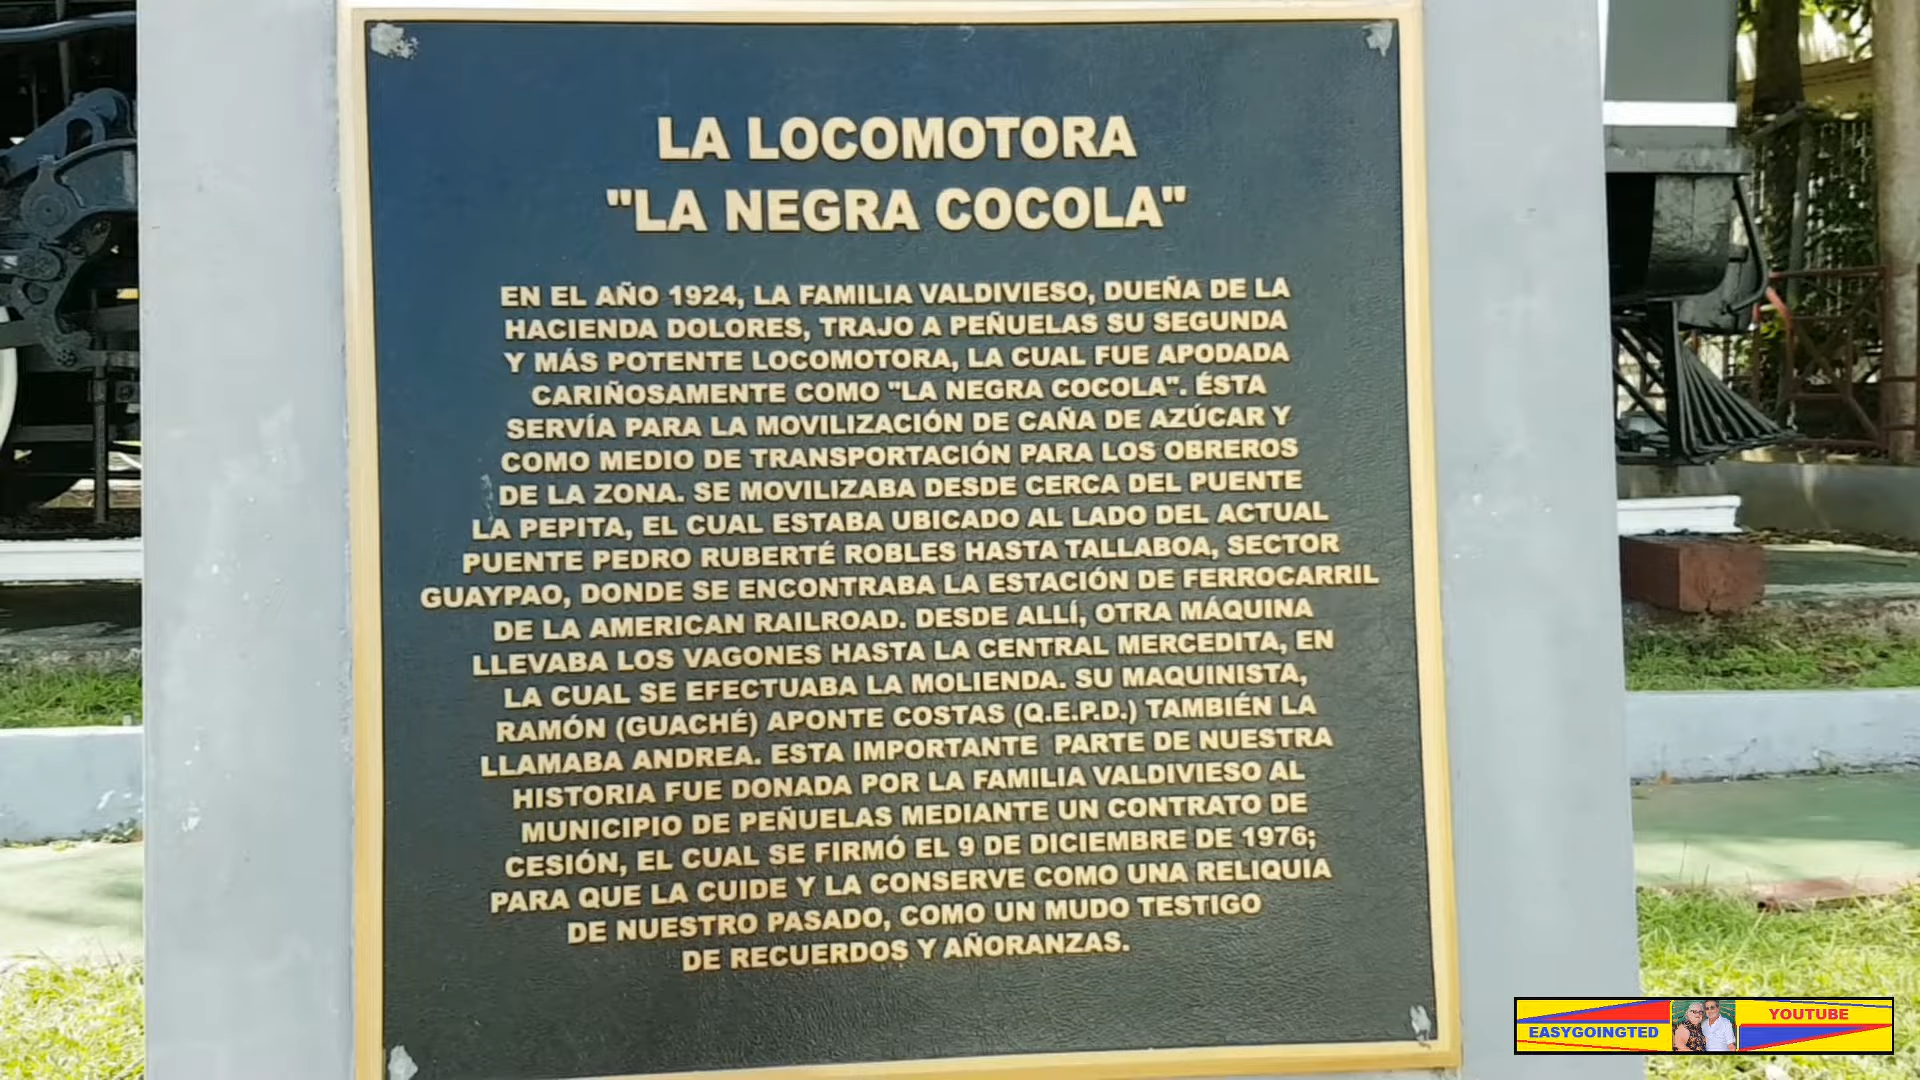 LA LOCOMOTORA
"LA NEGRA COCOLA"
EN EL AÑO 1924, LA FAMILIA VALDIVIESO, DUEÑA DE LA
HACIENDA DOLORES, TRAJO A PEÑUELAS SU SEGUNDA
Y MÁS POTENTE LOCOMOTORA, LA CUAL FUE APODADA
CARIÑOSAMENTE COMO "LA NEGRA COCOLA". ÉSTA
SERVÍA PARA LA MOVILIZACIÓN DE CAÑA DE AZÚCAR Y
COMO MEDIO DE TRANSPORTACIÓN PARA LOS OBREROS
DE LA ZONA. SE MOVILIZABA DESDE CERCA DEL PUENTE
LA PEPITA, EL CUAL ESTABA UBICADO AL LADO DEL ACTUAL
PUENTE PEDRO RUBERTÉ ROBLES HASTA TALLABOA, SECTOR
GUAYPAO, DONDE SE ENCONTRABA LA ESTACIÓN DE FERROCARRIL
DE LA AMERICAN RAILROAD. DESDE ALLÍ, OTRA MÁQUINA
LLEVABA LOS VAGONES HASTA LA CENTRAL MERCEDITA, EN
LA CUAL SE EFECTUABA LA MOLIENDA. SU MAQUINISTA,
RAMÓN (GUACHÉ) APONTE COSTAS (Q.E.P.D.) TAMBIÉN LA
LLAMABA ANDREA. ESTA IMPORTANTE PARTE DE NUESTRA
HISTORIA FUE DONADA POR LA FAMILIA VALDIVIESO AL
MUNICIPIO DE PEÑUELAS MEDIANTE UN CONTRATO DE
CESIÓN, EL CUAL SE FIRMÓ EL 9 DE DICIEMBRE DE 1976;
PARA QUE LA CUIDE Y LA CONSERVE COMO UNA RELIQUIA
DE NUESTRO PASADO, COMO UN MUDO TESTIGO
DE RECUERDOS Y AÑORANZAS.
EASYGOINGTED
YOUTUBE